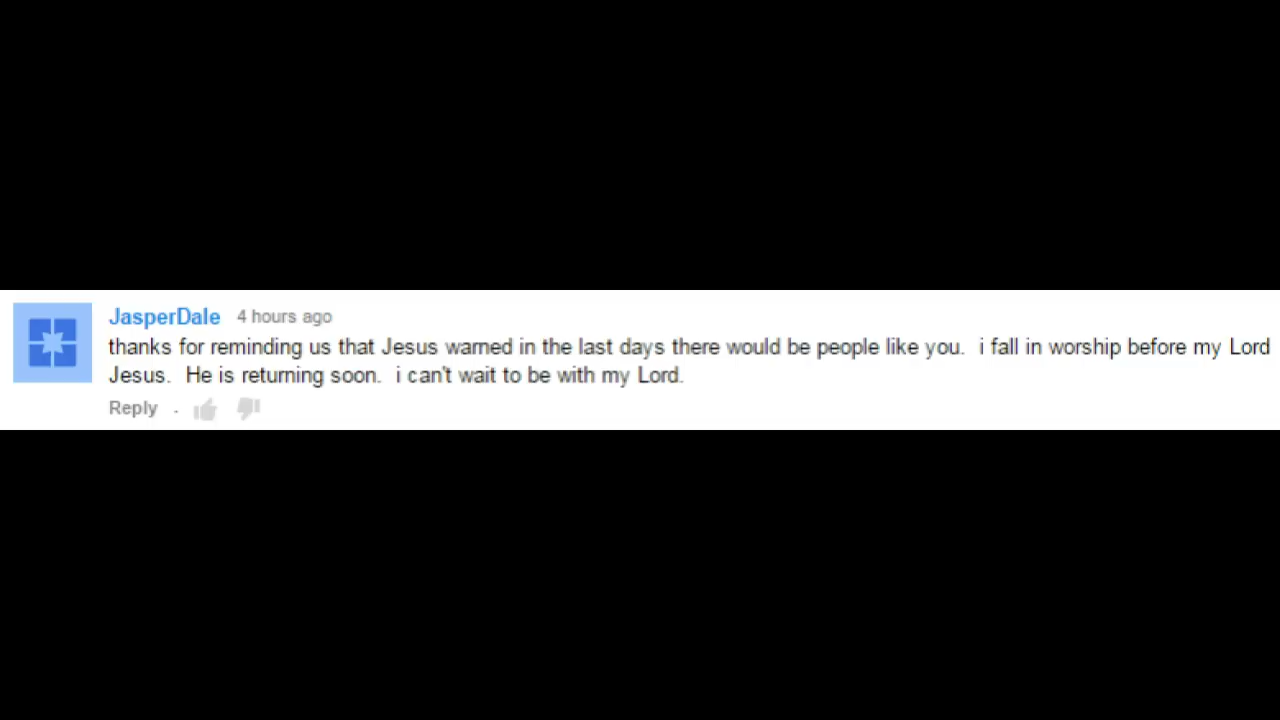 JasperDale 4 hours ago
thanks for reminding us that Jesus warned in the last days there would be people like you.  i fall in worship before my Lord
Jesus.  He is returning soon.  i can't wait to be with my Lord.
Reply .